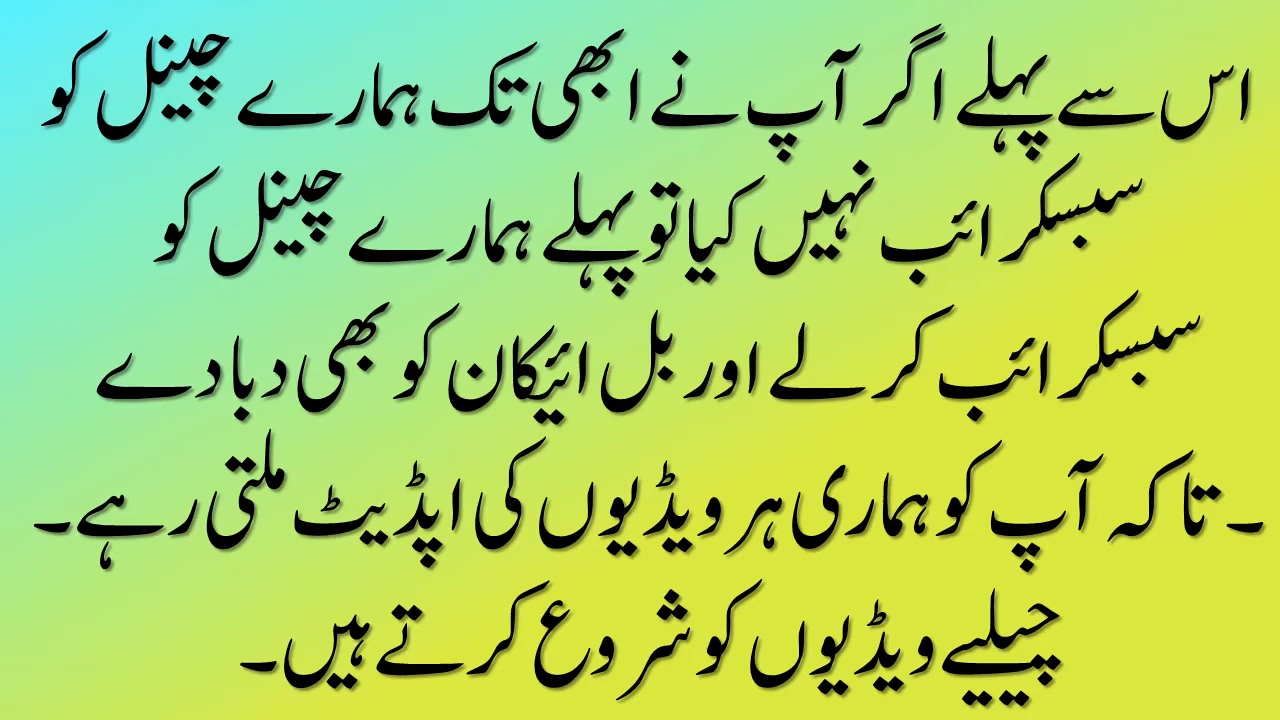 اس سے پہلے اگر آپ نے ابھی تک ہمارے چینل کو
سبسکرائب نہیں کیا تو پہلے ہمارے چینل کو
سبسکرائب کرلے اور بل ائیکان کو بھی دبادے
۔ تاکہ آپ کو ہماری ہر ویڈیوں کی اپڈیٹ ملتی رہے۔
چیلیے ویڈیوں کو شروع کرتے ہیں۔